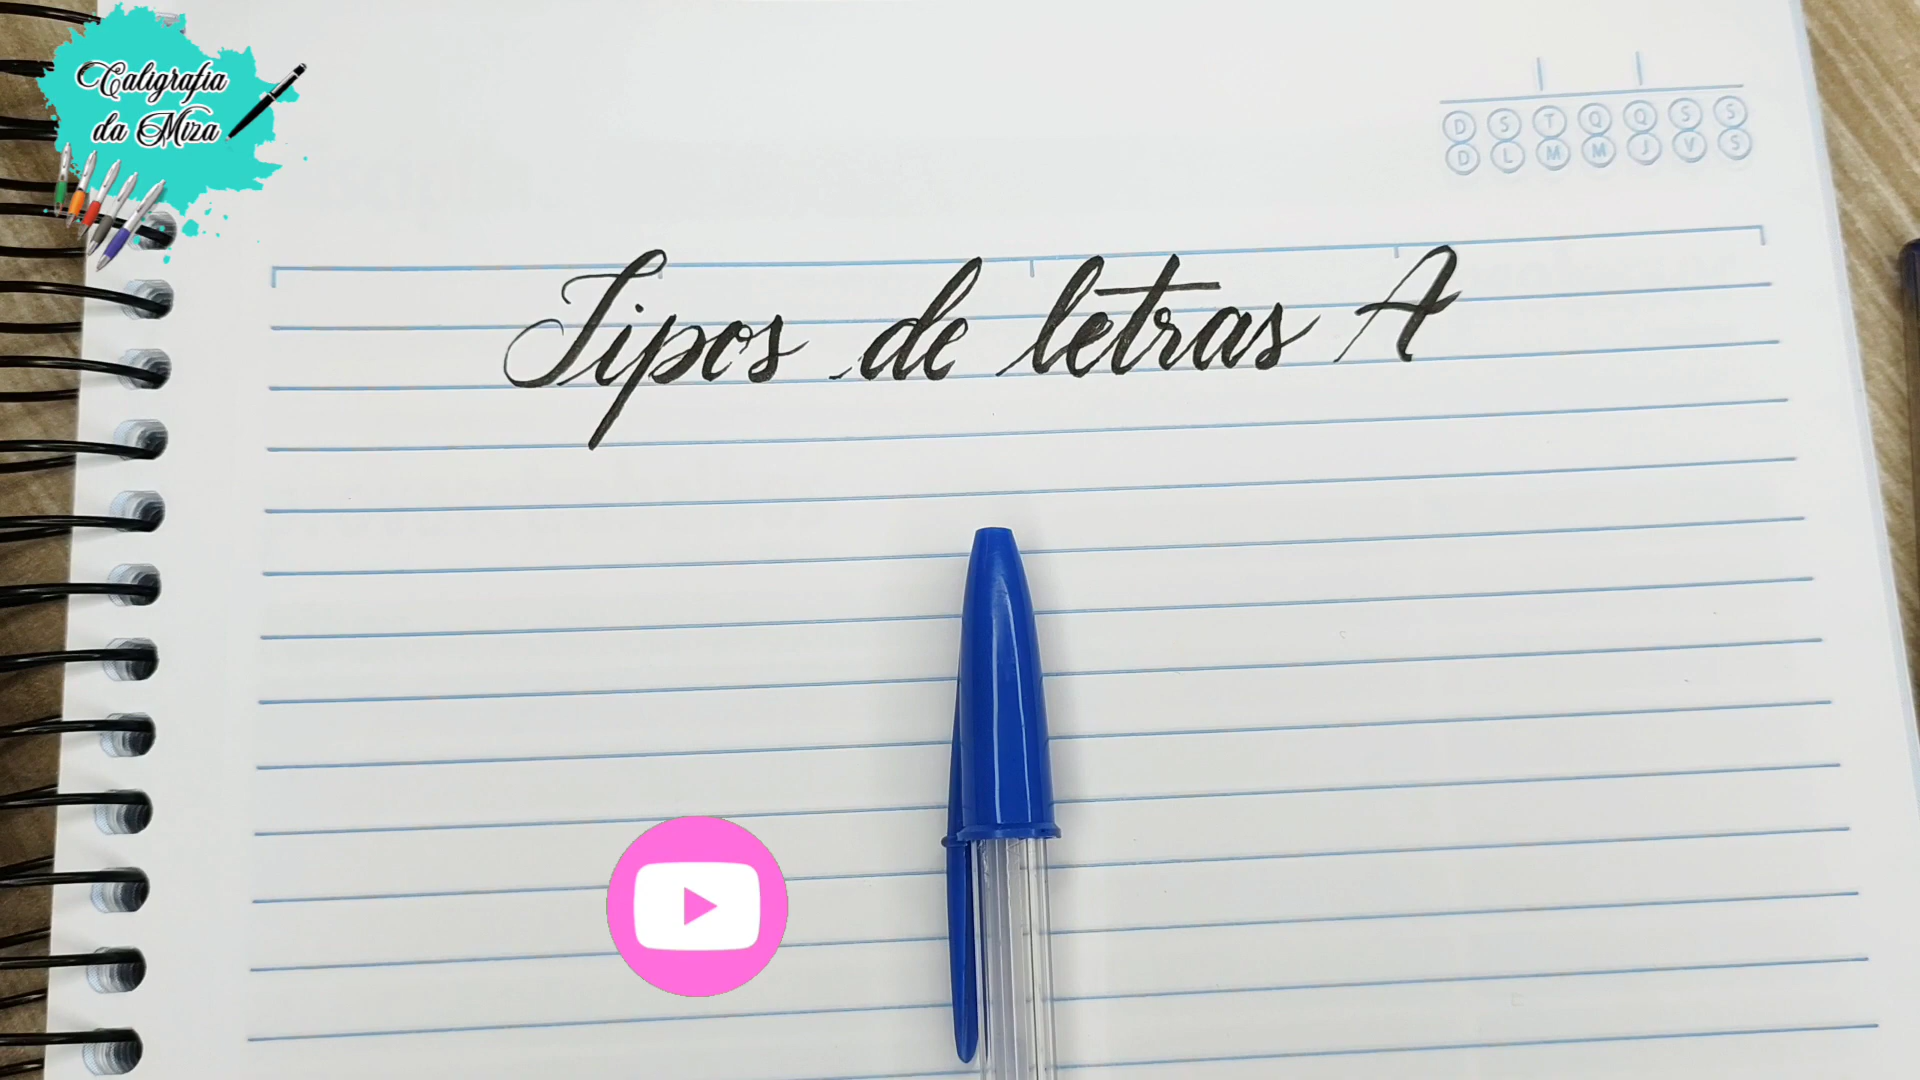 Caligrafia
da Miza
D S T Q Q S S
D L M M J V S
Tipos de letras A